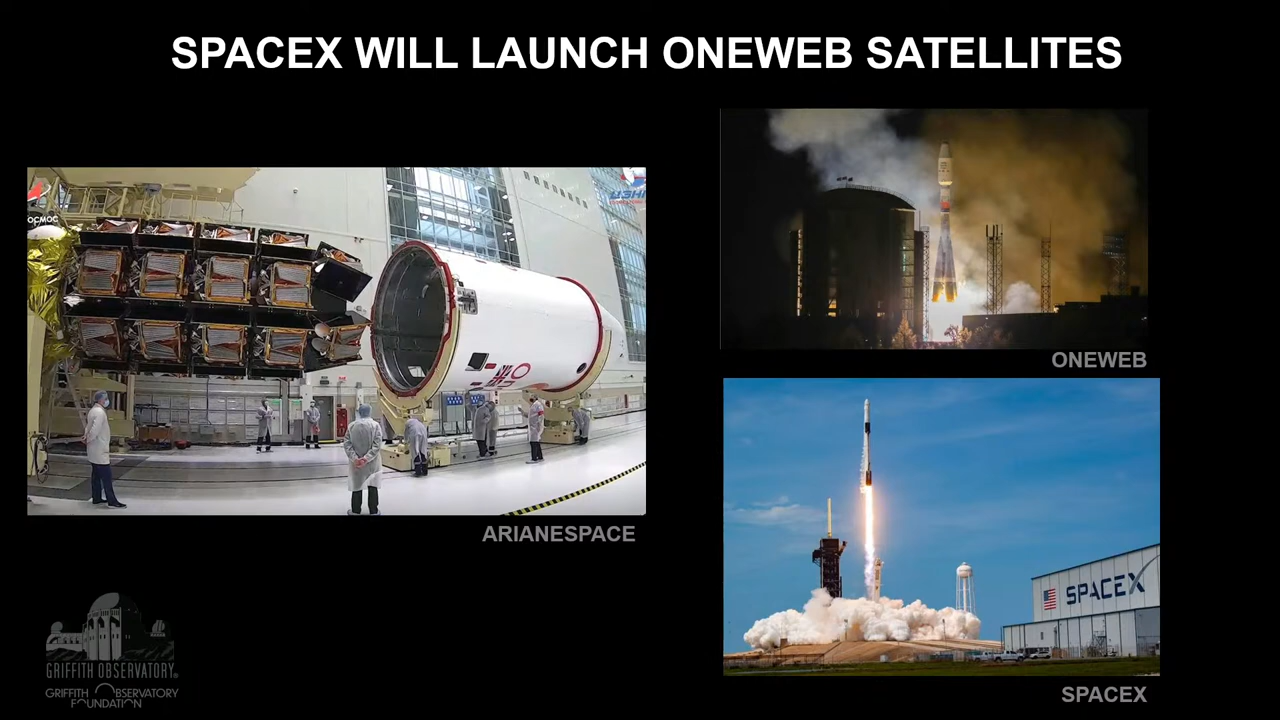 SPACEX WILL LAUNCH ONEWEB SATELLITES
ARIANESPACE
ONEWEB
SPACEX
SPACEX
GRIFFITH OBSERVATORY
GRIFFITH OBSERVATORY
FOUNDATION